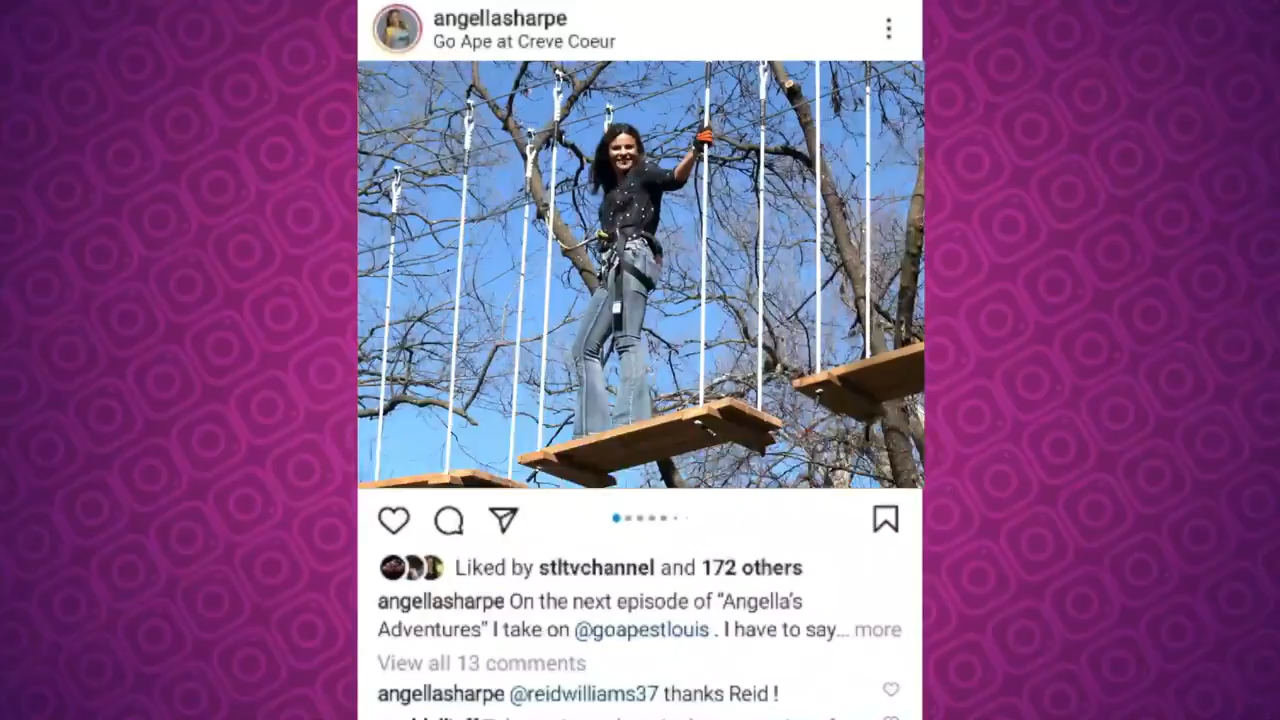 angellasharpe
Go Ape at Creve Coeur
Liked by stltvchannel and 172 others
angellasharpe On the next episode of “Angella’s
Adventures” I take on @goapestlouis . I have to say... more
View all 13 comments
angellasharpe @reidwilliams37 thanks Reid !